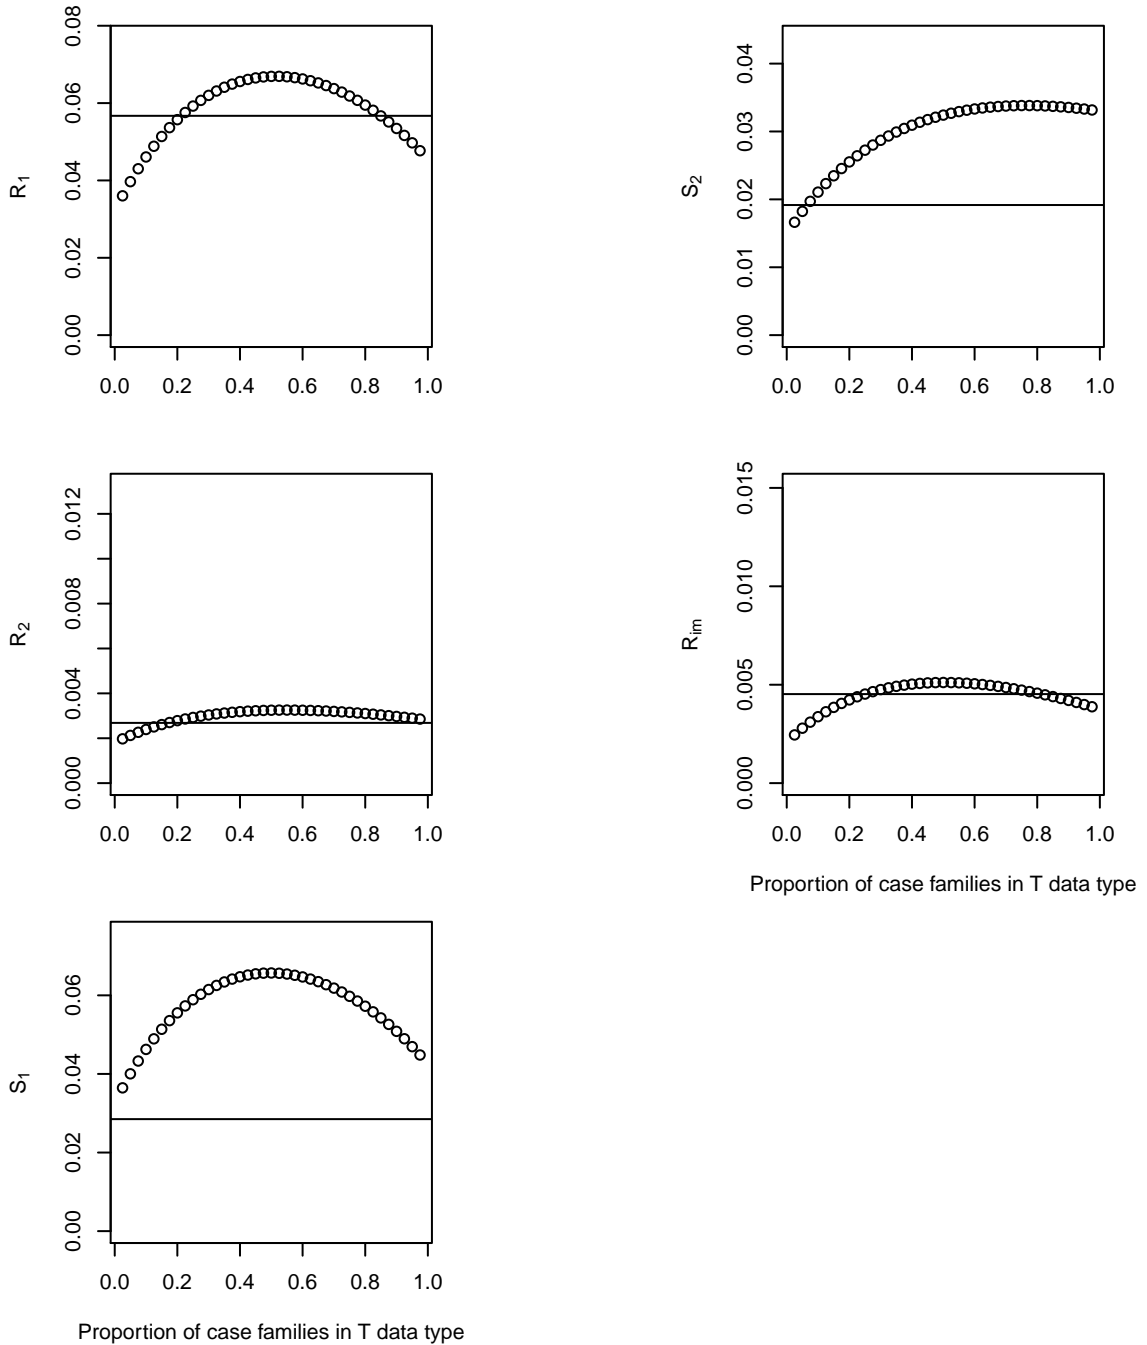 R1
0.00 0.02 0.04 0.06 0.08
0.0 0.2 0.4 0.6 0.8 1.0
S2
0.00 0.01 0.02 0.03 0.04
0.0 0.2 0.4 0.6 0.8 1.0
R2
0.000 0.004 0.008 0.012
0.0 0.2 0.4 0.6 0.8 1.0
Rim
0.000 0.005 0.010 0.015
0.0 0.2 0.4 0.6 0.8 1.0
Proportion of case families in T data type
S1
0.00 0.02 0.04 0.06
0.0 0.2 0.4 0.6 0.8 1.0
Proportion of case families in T data type